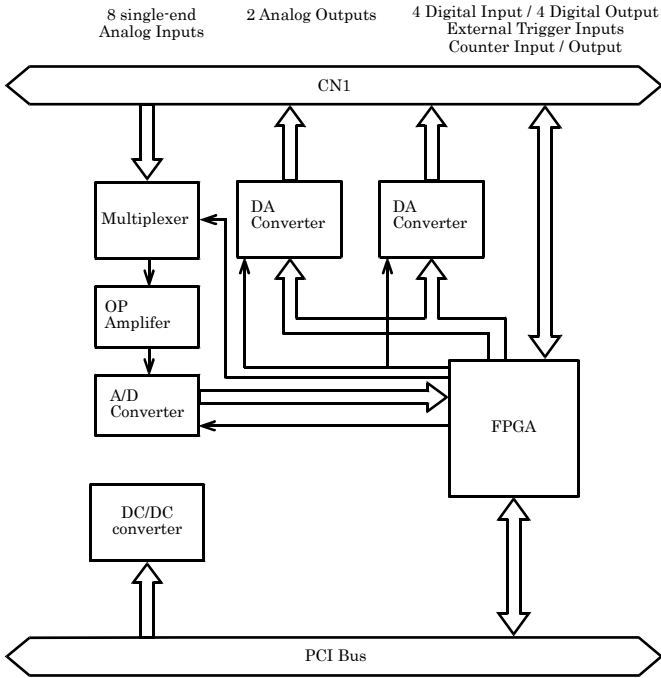 8 single-end
Analog Inputs
2 Analog Outputs
4 Digital Input / 4 Digital Output
External Trigger Inputs
Counter Input / Output
CN1
Multiplexer
DA
Converter
DA
Converter
OP
Amplifer
A/D
Converter
FPGA
DC/DC
converter
PCI Bus